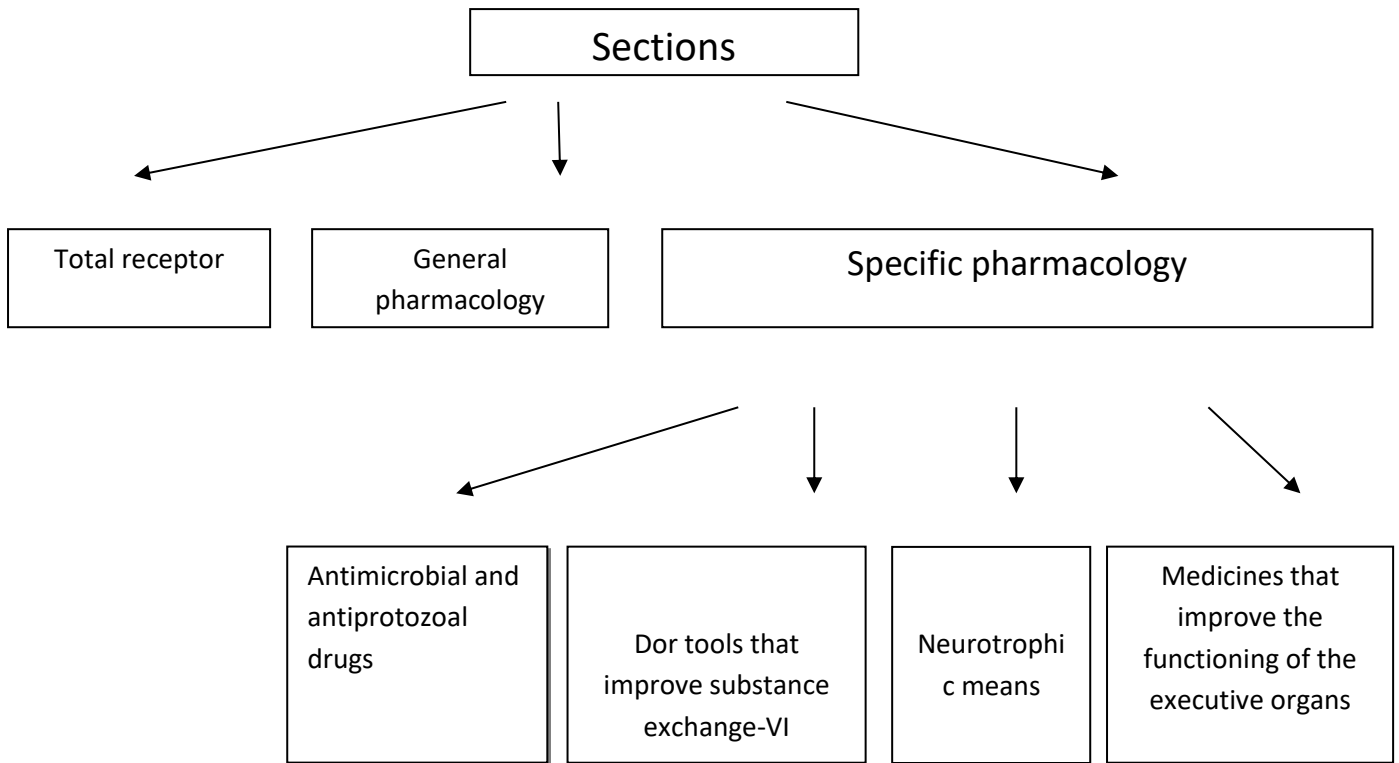 Sections
Total receptor
General
pharmacology
Specific pharmacology
Antimicrobial and
antiprotozoal
drugs
Dor tools that
improve substance
exchange-VI
Neurotrophi
c means
Medicines that
improve the
functioning of the
executive organs